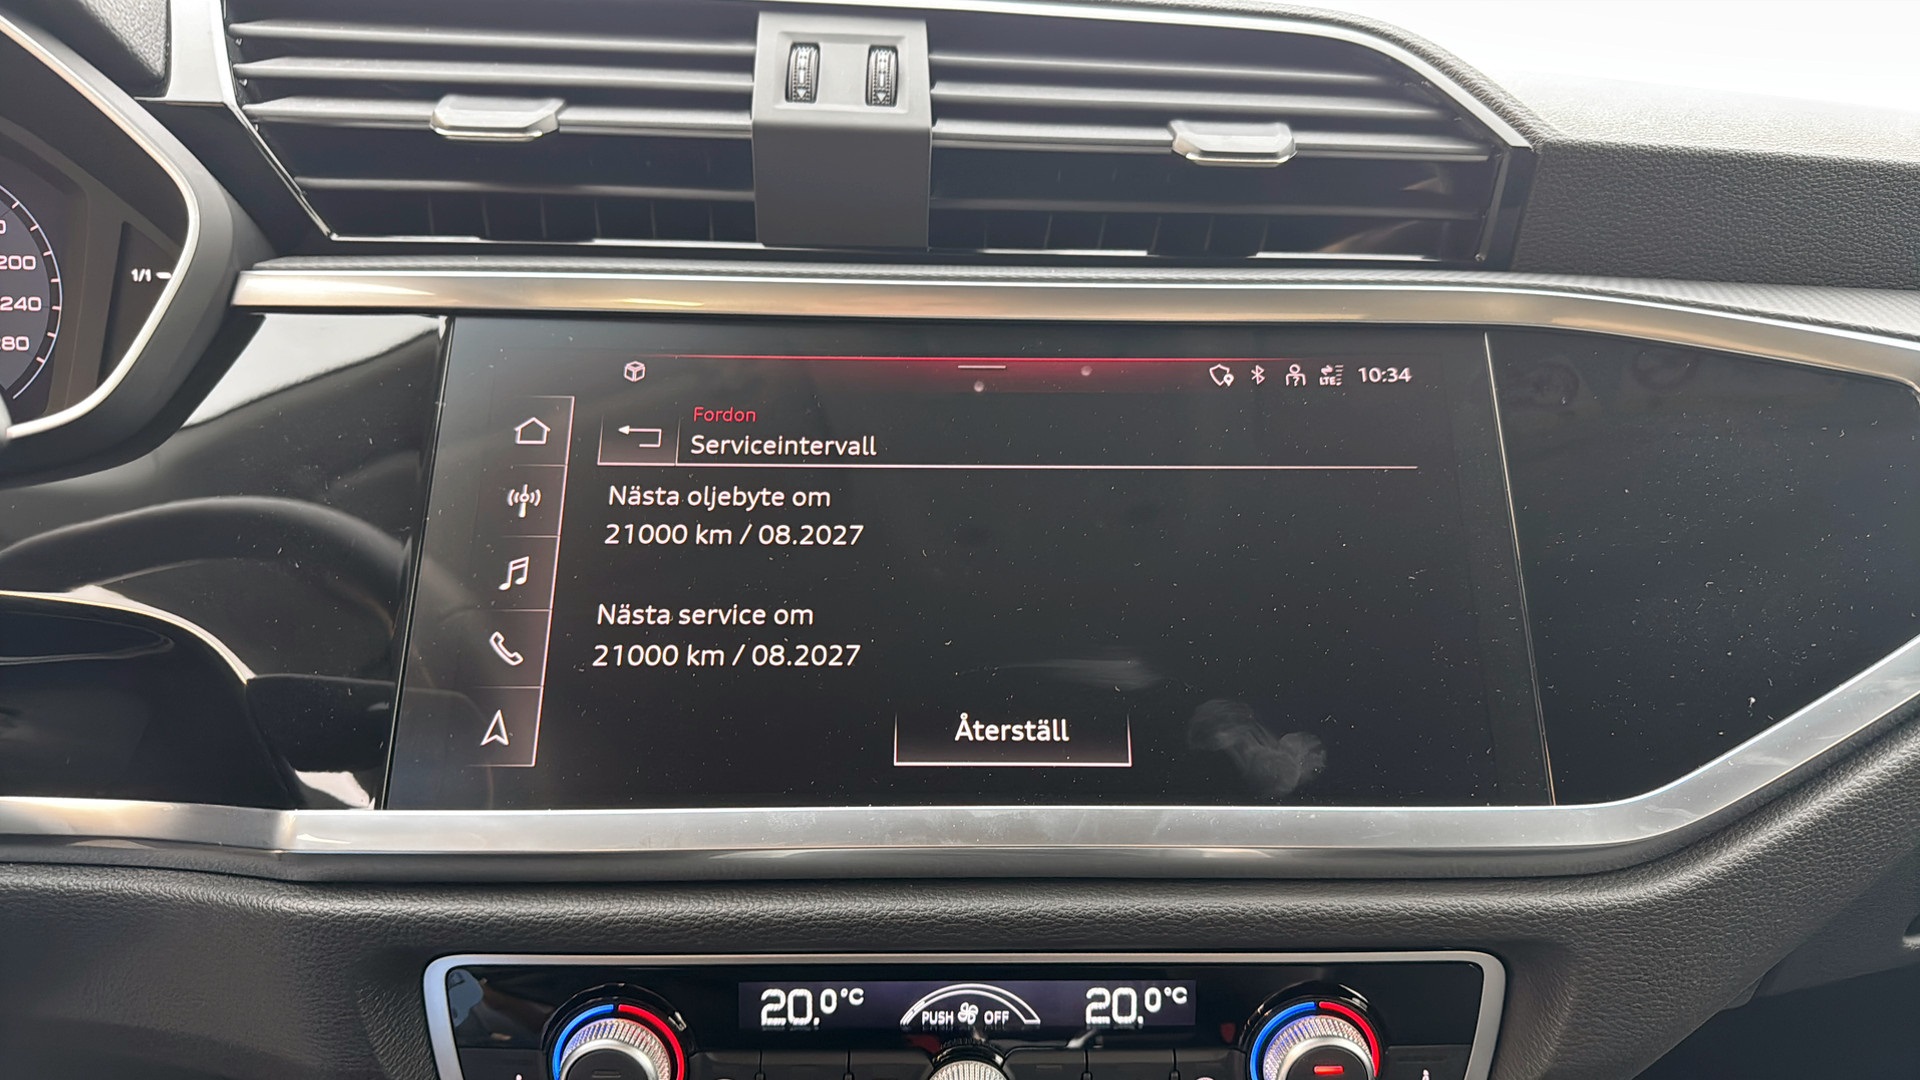 200
240
1/1
10:34
LTE
Fordon
Serviceintervall
Nästa oljebyte om
21000 km / 08.2027
Nästa service om
21000 km / 08.2027
Återställ
20.0°C
PUSH OFF
20.0°C